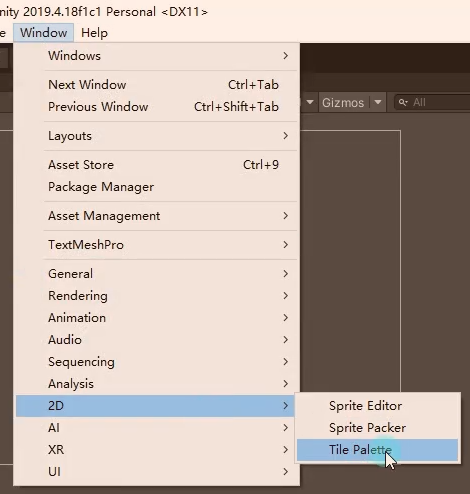 nity 2019.4.18f1c1 Personal <DX11>
e Window Help
Windows
Gizmos All
Next Window Ctrl+Tab
Previous Window Ctrl+Shift+Tab
Layouts
Asset Store Ctrl+9
Package Manager
Asset Management
TextMeshPro
General
Rendering
Animation
Audio
Sequencing
Analysis
2D
Sprite Editor
AI
Sprite Packer
XR
Tile Palette
UI